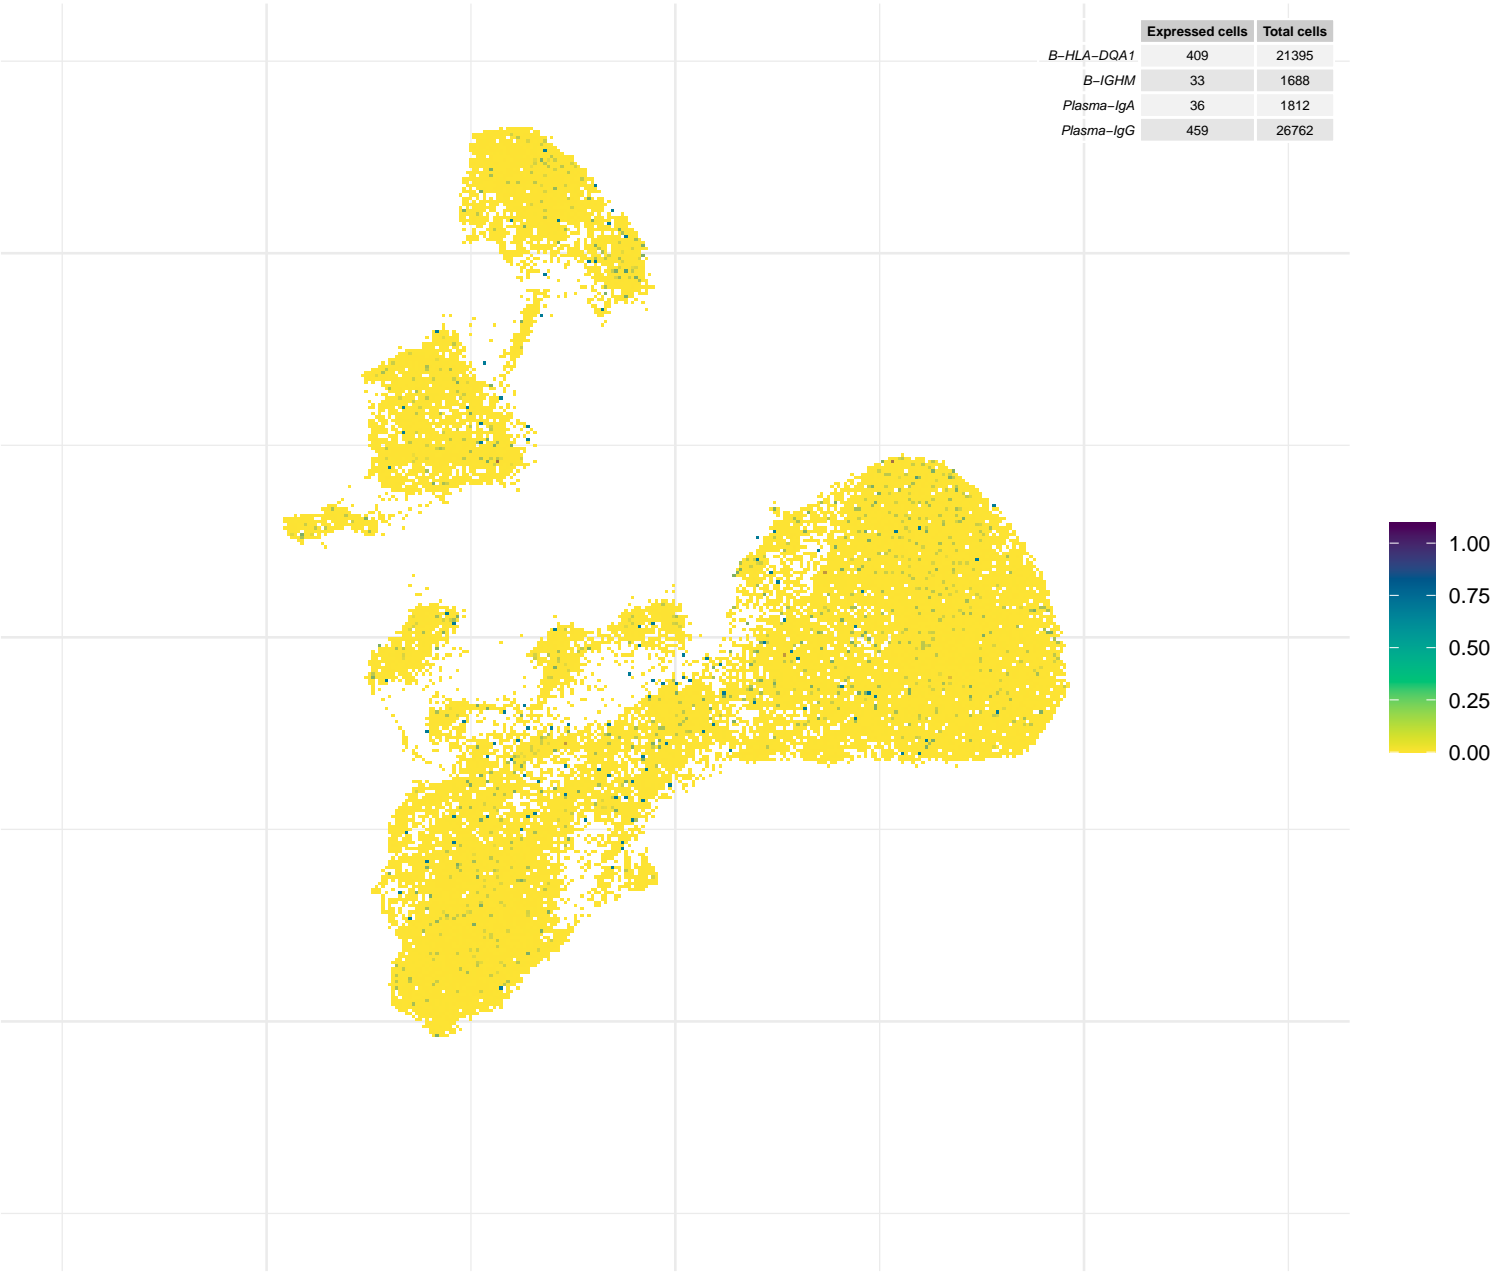 Expressed cells Total cells
B−HLA−DQA1 409 21395
B−IGHM 33 1688
Plasma−IgA 36 1812
Plasma−IgG 459 26762
1.00
0.75
0.50
0.25
0.00